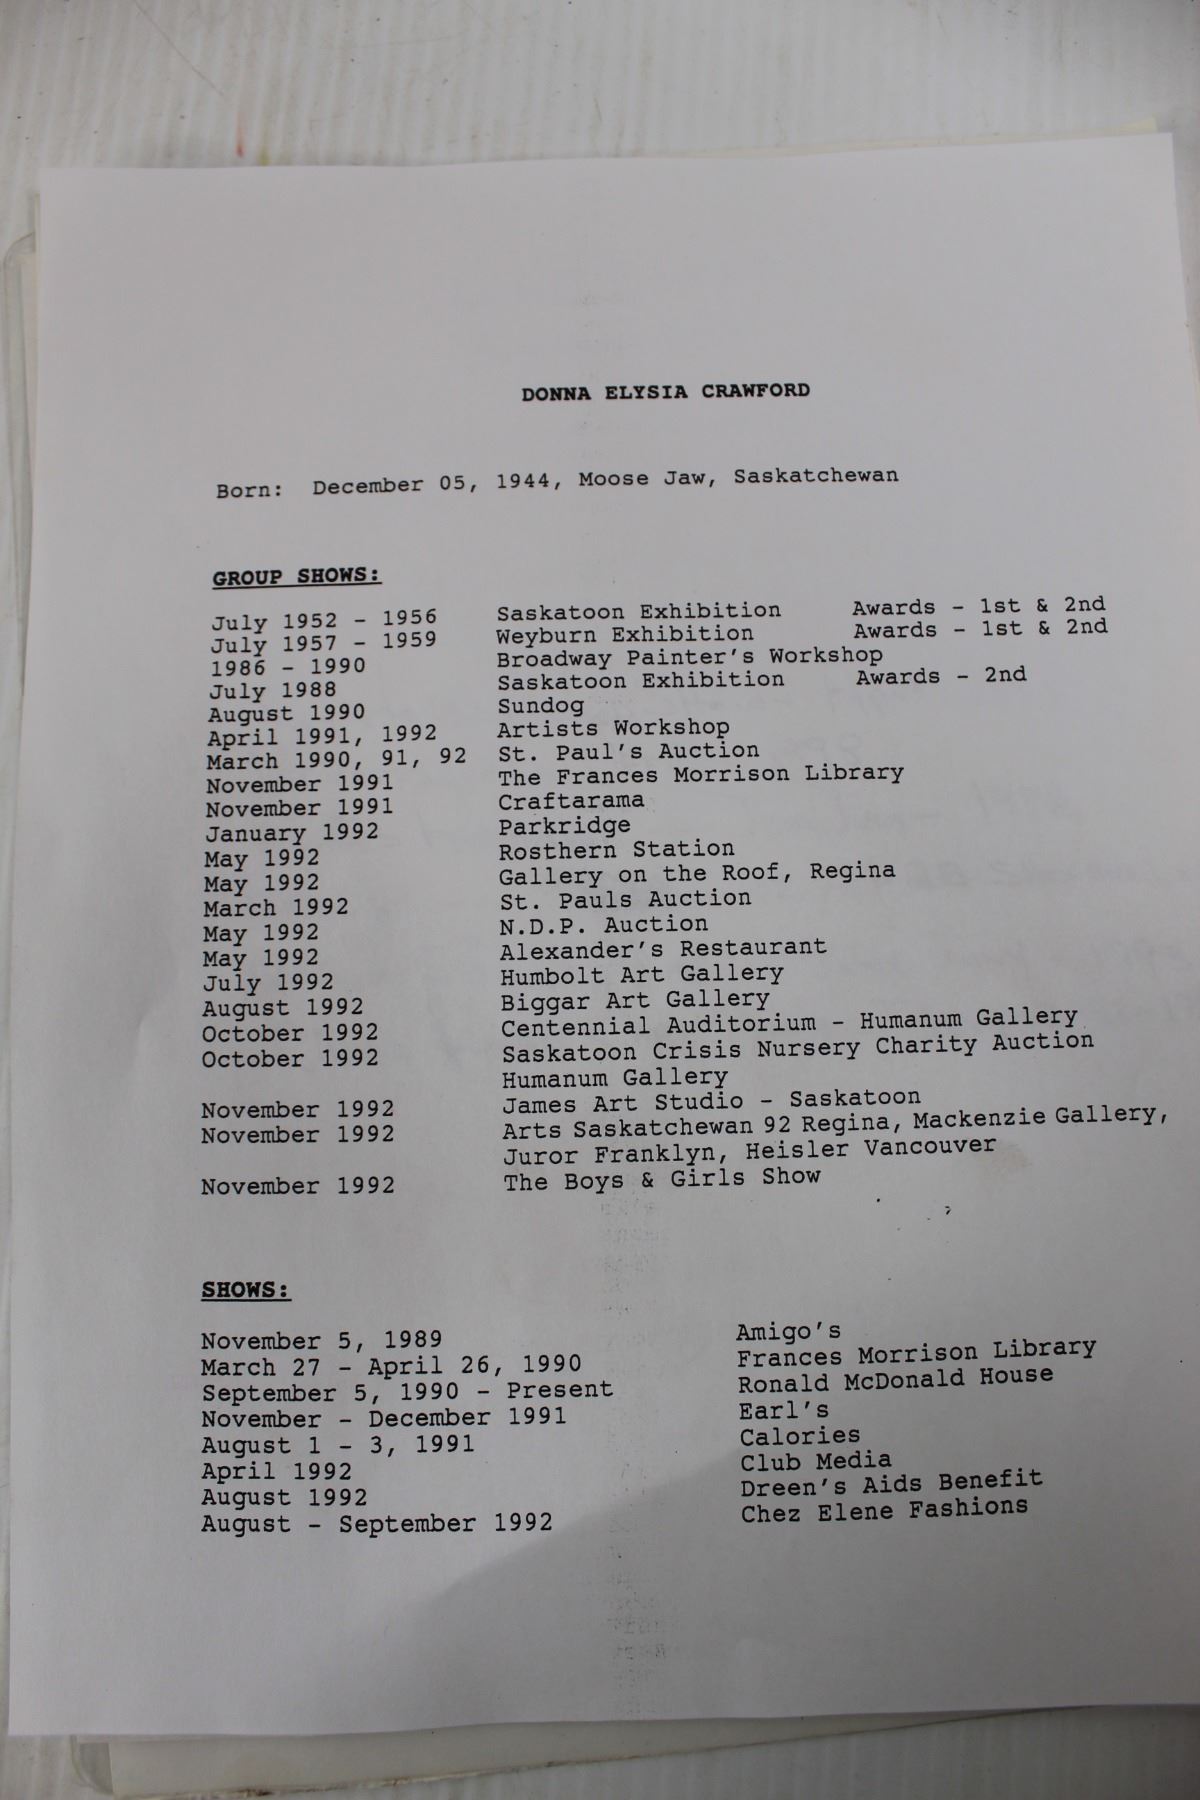 DONNA ELYSIA CRAWFORD
Born: December 05, 1944, Moose Jaw, Saskatchewan
GROUP SHOWS:
July 1952 - 1956 Saskatoon Exhibition Awards - 1st & 2nd
July 1957 - 1959 Weyburn Exhibition Awards - 1st & 2nd
1986 - 1990 Broadway Painter's Workshop
July 1988 Saskatoon Exhibition Awards - 2nd
August 1990 Sundog
April 1991, 1992 Artists Workshop
March 1990, 91, 92 St. Paul's Auction
November 1991 The Frances Morrison Library
November 1991 Craftarama
January 1992 Parkridge
May 1992 Rosthern Station
May 1992 Gallery on the Roof, Regina
March 1992 St. Pauls Auction
May 1992 N.D.P. Auction
May 1992 Alexander's Restaurant
July 1992 Humbolt Art Gallery
August 1992 Biggar Art Gallery
October 1992 Centennial Auditorium - Humanum Gallery
October 1992 Saskatoon Crisis Nursery Charity Auction
Humanum Gallery
November 1992 James Art Studio - Saskatoon
November 1992 Arts Saskatchewan 92 Regina, Mackenzie Gallery,
Juror Franklyn, Heisler Vancouver
November 1992 The Boys & Girls Show
SHOWS:
November 5, 1989 Amigo's
March 27 - April 26, 1990 Frances Morrison Library
September 5, 1990 - Present Ronald McDonald House
November - December 1991 Earl's
August 1 - 3, 1991 Calories
April 1992 Club Media
August 1992 Dreen's Aids Benefit
August - September 1992 Chez Elene Fashions